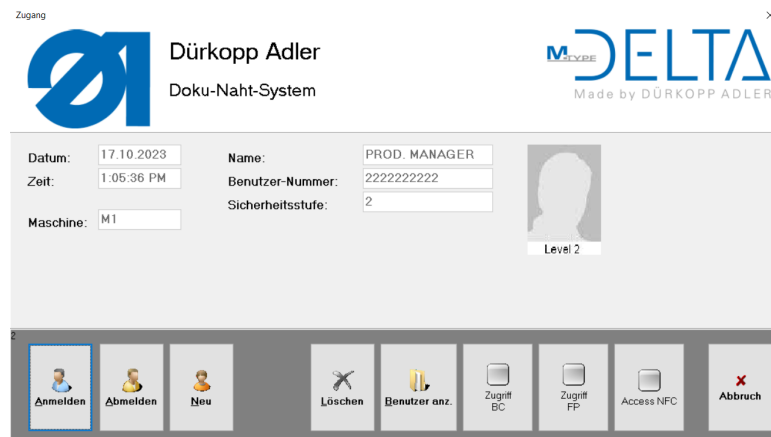 Zugang
Dürkopp Adler
Doku-Naht-System
M-TYPE DELTA
Made by DÜRKOPP ADLER
Datum: 17.10.2023
Zeit: 1:05:36 PM
Maschine: M1
Name: PROD. MANAGER
Benutzer-Nummer: 2222222222
Sicherheitsstufe: 2
Level 2
2
Anmelden
Abmelden
Neu
Löschen
Benutzer anz.
Zugriff
BC
Zugriff
FP
Access NFC
Abbruch